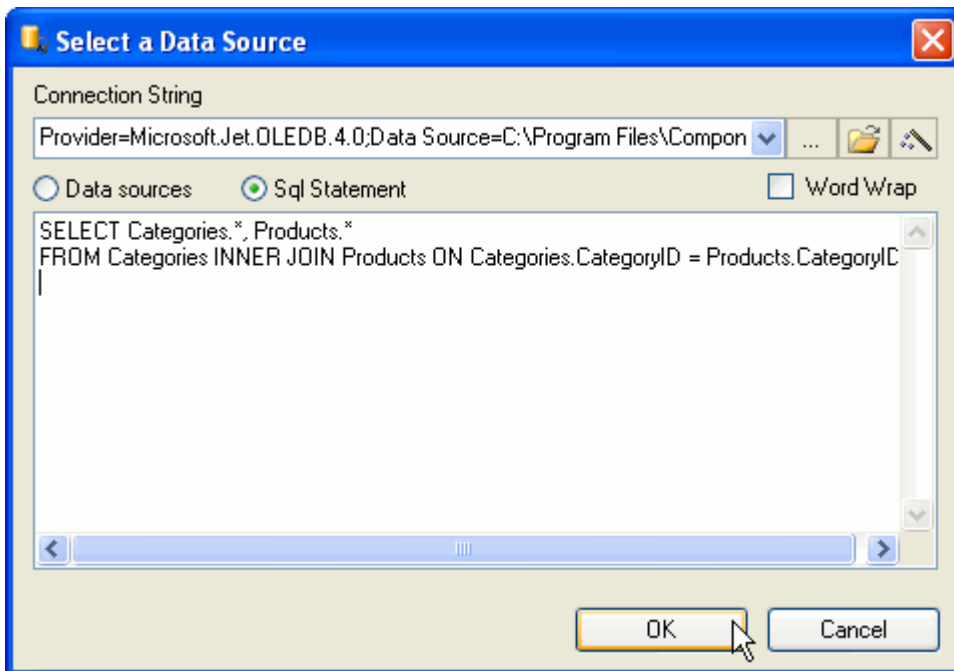 Select a Data Source
Connection String
Provider=Microsoft.Jet.OLEDB.4.0;Data Source=C:\Program Files\Compon
...
Data sources Sql Statement Word Wrap
SELECT Categories.*, Products.*
FROM Categories INNER JOIN Products ON Categories.CategoryID = Products.CategoryID
OK Cancel